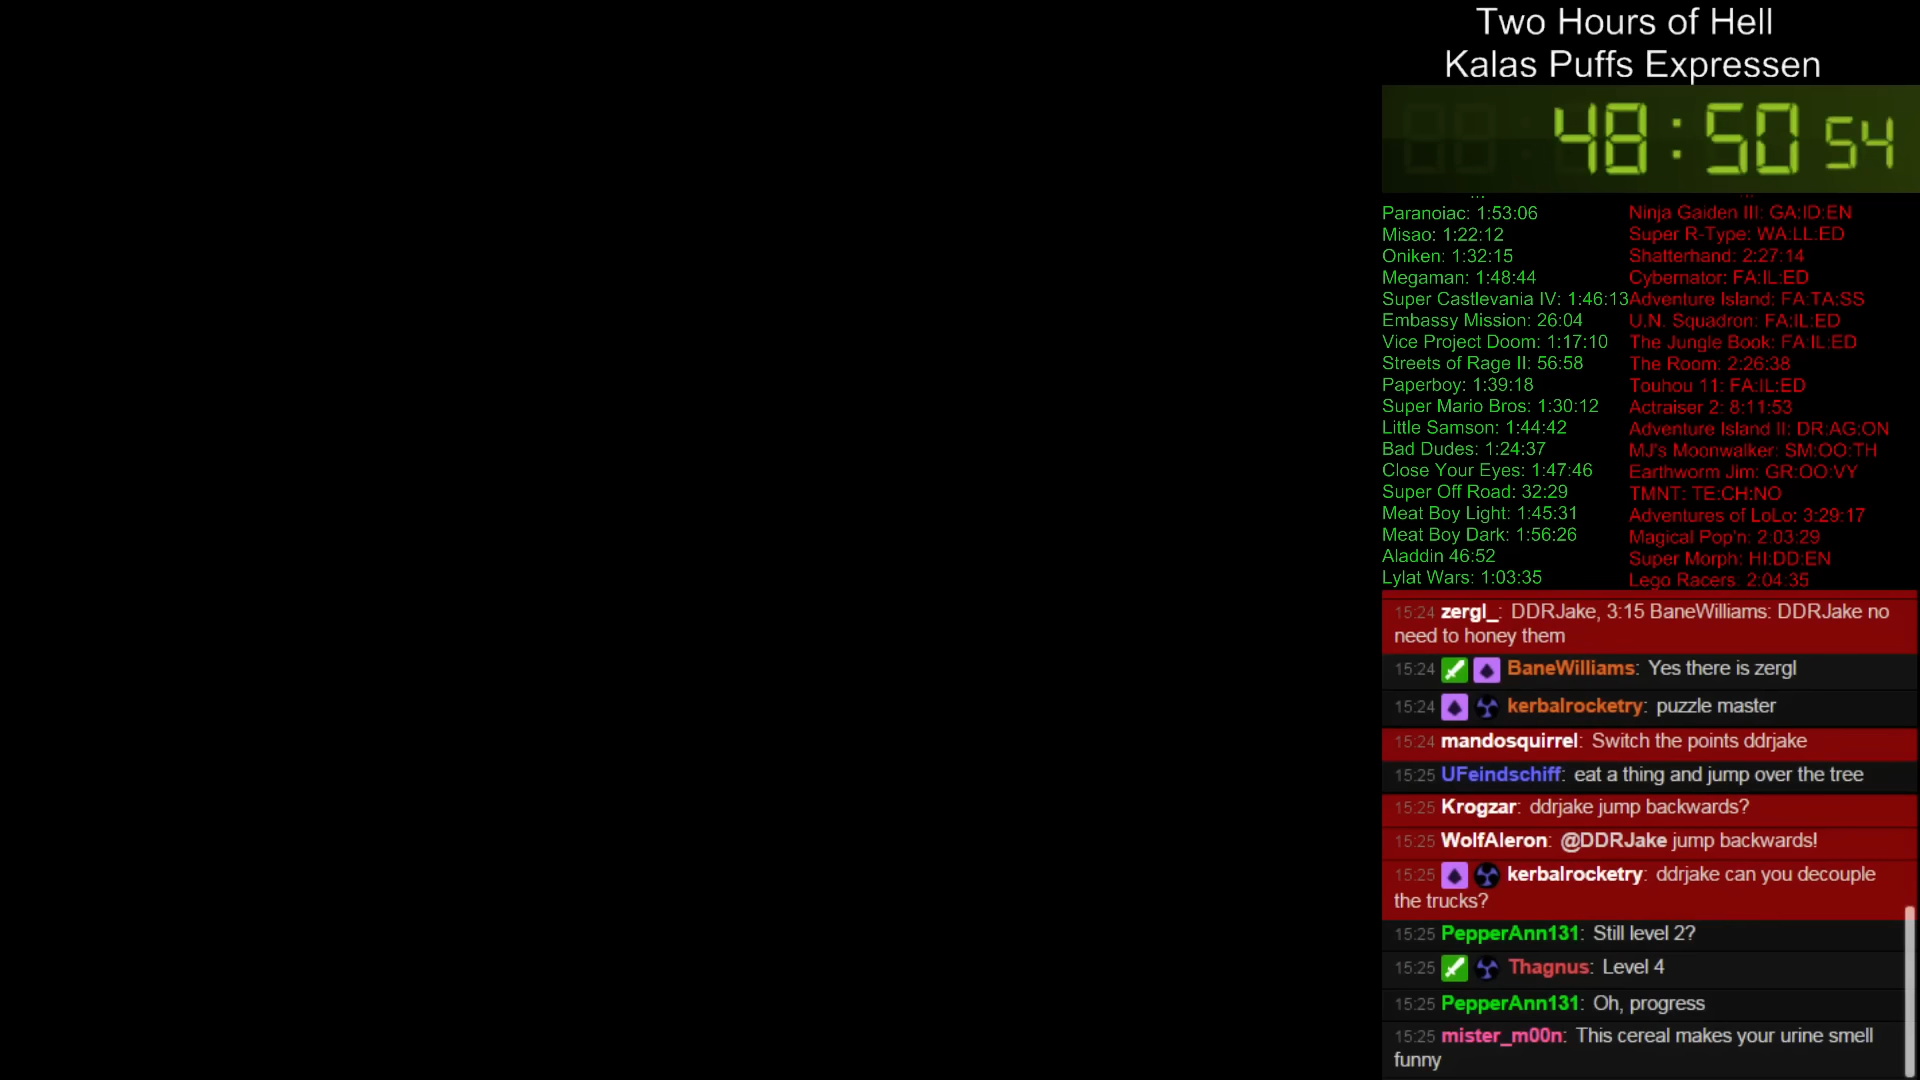 Two Hours of Hell
Kalas Puffs Expressen
48:50 54
...
...
Paranoiac: 1:53:06
Misao: 1:22:12
Oniken: 1:32:15
Megaman: 1:48:44
Super Castlevania IV: 1:46:13
Embassy Mission: 26:04
Vice Project Doom: 1:17:10
Streets of Rage II: 56:58
Paperboy: 1:39:18
Super Mario Bros: 1:30:12
Little Samson: 1:44:42
Bad Dudes: 1:24:37
Close Your Eyes: 1:47:46
Super Off Road: 32:29
Meat Boy Light: 1:45:31
Meat Boy Dark: 1:56:26
Aladdin 46:52
Lylat Wars: 1:03:35
Ninja Gaiden III: GA:ID:EN
Super R-Type: WA:LL:ED
Shatterhand: 2:27:14
Cybernator: FA:IL:ED
Adventure Island: FA:TA:SS
U.N. Squadron: FA:IL:ED
The Jungle Book: FA:IL:ED
The Room: 2:26:38
Touhou 11: FA:IL:ED
Actraiser 2: 8:11:53
Adventure Island II: DR:AG:ON
MJ's Moonwalker: SM:OO:TH
Earthworm Jim: GR:OO:VY
TMNT: TE:CH:NO
Adventures of LoLo: 3:29:17
Magical Pop'n: 2:03:29
Super Morph: HI:DD:EN
Lego Racers: 2:04:35
15:24 zergl_: DDRJake, 3:15 BaneWilliams: DDRJake no
need to honey them
15:24 BaneWilliams: Yes there is zergl
15:24 kerbalrocketry: puzzle master
15:24 mandosquirrel: Switch the points ddrjake
15:25 UFeindschiff: eat a thing and jump over the tree
15:25 Krogzar: ddrjake jump backwards?
15:25 WolfAleron: @DDRJake jump backwards!
15:25 kerbalrocketry: ddrjake can you decouple
the trucks?
15:25 PepperAnn131: Still level 2?
15:25 Thagnus: Level 4
15:25 PepperAnn131: Oh, progress
15:25 mister_m00n: This cereal makes your urine smell
funny